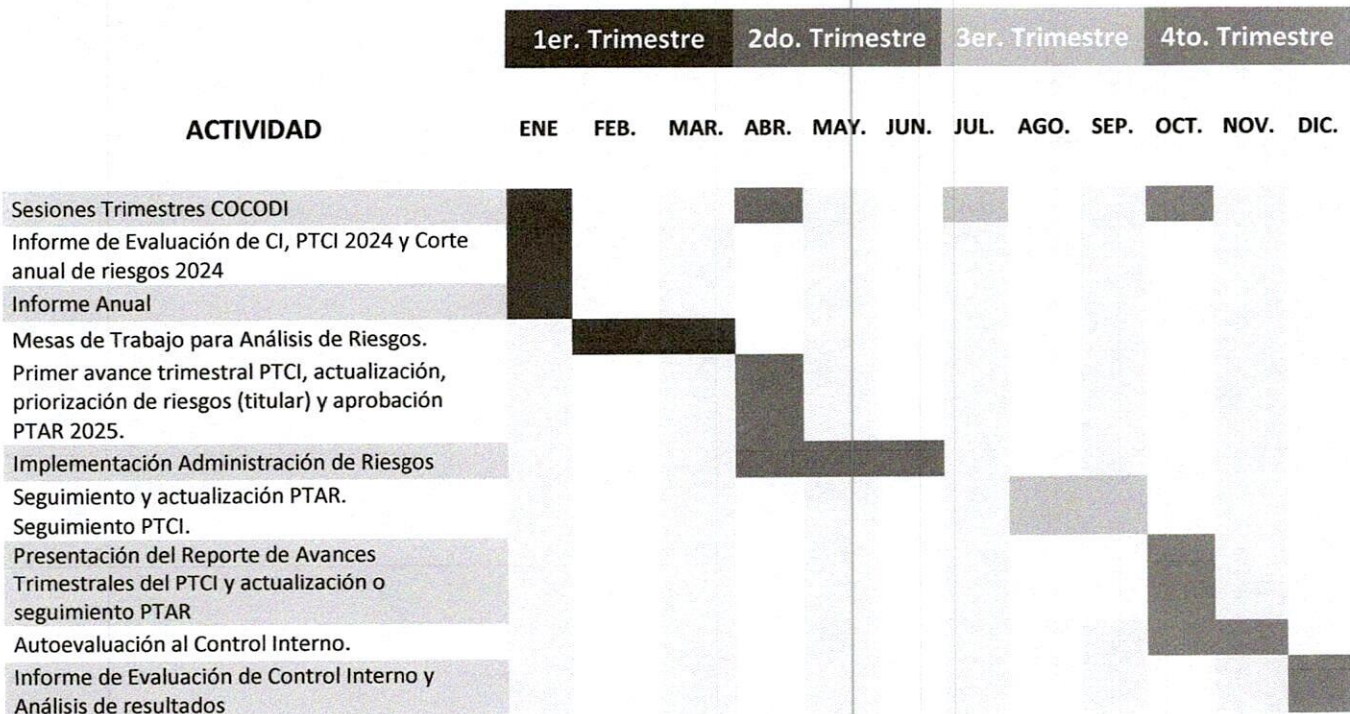 1er. Trimestre 2do. Trimestre 3er. Trimestre 4to. Trimestre
ACTIVIDAD ENE FEB. MAR. ABR. MAY. JUN. JUL. AGO. SEP. OCT. NOV. DIC.
Sesiones Trimestres COCODI
Informe de Evaluación de CI, PTCI 2024 y Corte
anual de riesgos 2024
Informe Anual
Mesas de Trabajo para Análisis de Riesgos.
Primer avance trimestral PTCI, actualización,
priorización de riesgos (titular) y aprobación
PTAR 2025.
Implementación Administración de Riesgos
Seguimiento y actualización PTAR.
Seguimiento PTCI.
Presentación del Reporte de Avances
Trimestrales del PTCI y actualización o
seguimiento PTAR
Autoevaluación al Control Interno.
Informe de Evaluación de Control Interno y
Análisis de resultados